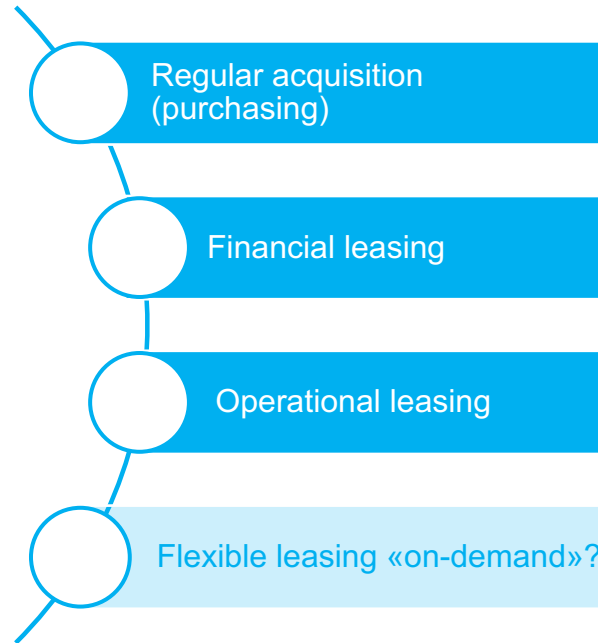 Regular acquisition
(purchasing)
Financial leasing
Operational leasing
Flexible leasing «on-demand»?